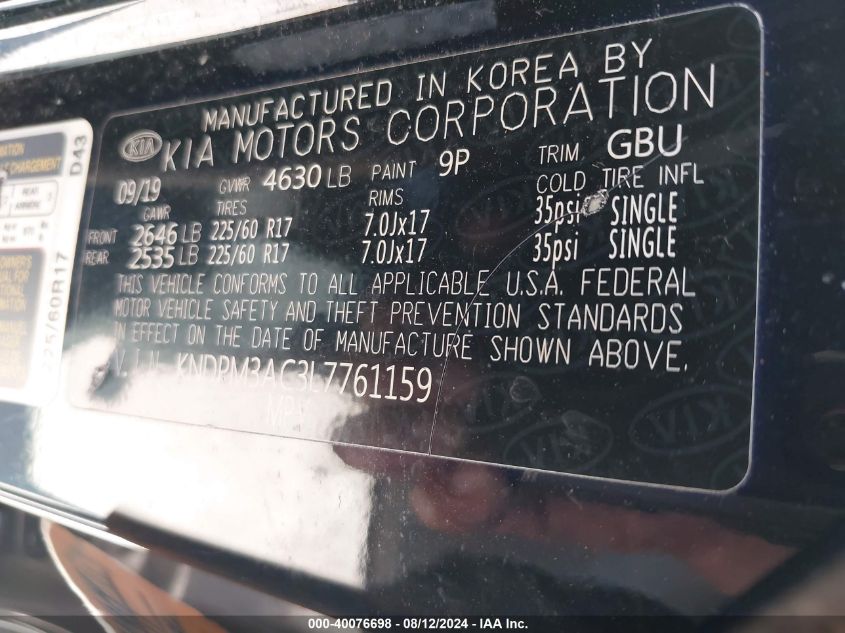 MANUFACTURED IN KOREA BY
KIA KIA MOTORS CORPORATION
09/19 GVWR 4630 LB PAINT 9P TRIM GBU
GAWR TIRES RIMS COLD TIRE INFL
FRONT 2646 LB 225/60 R17 7.0Jx17 35psi SINGLE
REAR 2535 LB 225/60 R17 7.0Jx17 35psi SINGLE
THIS VEHICLE CONFORMS TO ALL APPLICABLE U.S.A. FEDERAL
MOTOR VEHICLE SAFETY AND THEFT PREVENTION STANDARDS
IN EFFECT ON THE DATE OF MANUFACTURE SHOWN ABOVE.
V.I.N KNDPM3AC3L7761159
MPV
D43
CHARGEMENT
225/60R17
000-40076698 - 08/12/2024 - IAA Inc.